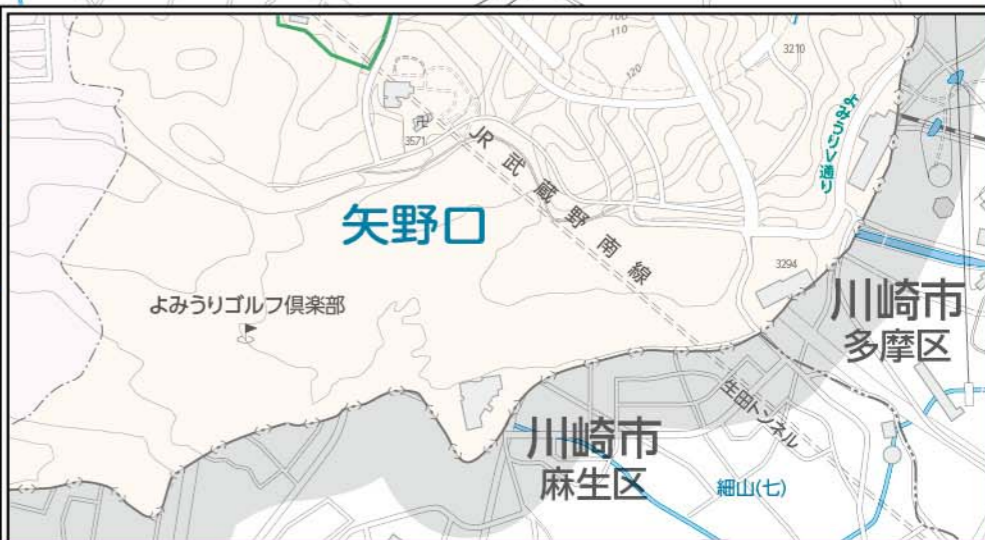 100
110
120
3210
よみうりV通り
3571
JR武蔵野南線
矢野口
3294
よみうりゴルフ倶楽部
川崎市
多摩区
生田トンネル
川崎市
麻生区
細山(七)